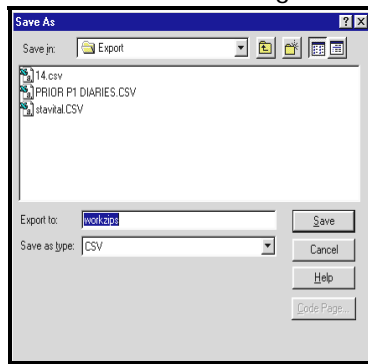 Save As
Save in: Export
14.csv
PRIOR P1 DIARIES.CSV
stavital.CSV
Export to: workzips Save
Save as type: CSV Cancel
Help
Code Page...